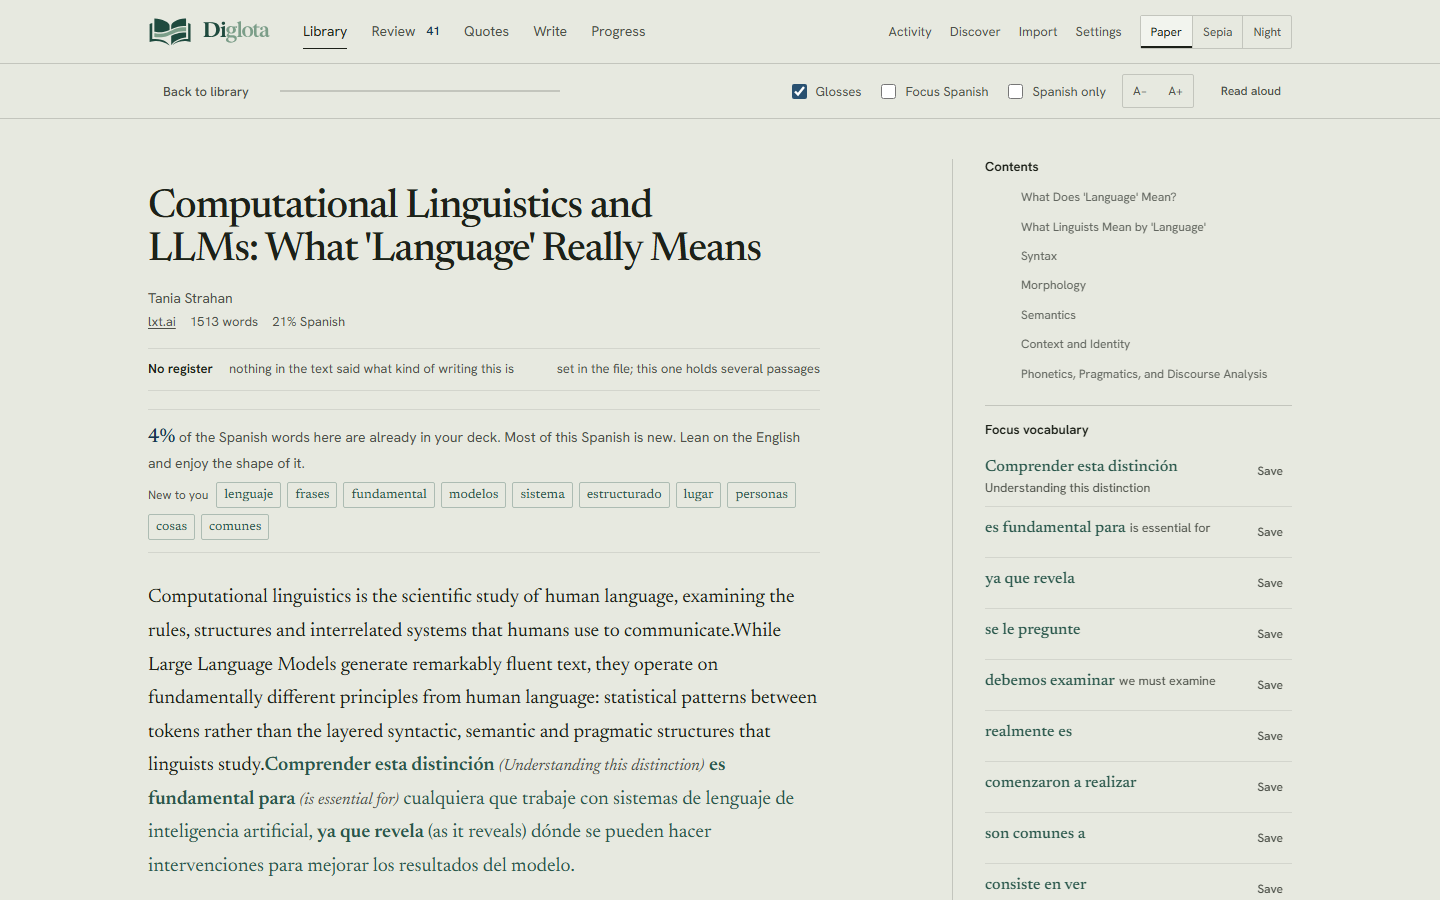 Diglota
Library Review 41 Quotes Write Progress
Activity Discover Import Settings Paper Sepia Night
Back to library
Glosses Focus Spanish Spanish only A− A+ Read aloud
Computational Linguistics and
LLMs: What 'Language' Really Means
Tania Strahan
lxt.ai 1513 words 21% Spanish
No register nothing in the text said what kind of writing this is set in the file; this one holds several passages
4% of the Spanish words here are already in your deck. Most of this Spanish is new. Lean on the English
and enjoy the shape of it.
New to you lenguaje frases fundamental modelos sistema estructurado lugar personas
cosas comunes
Computational linguistics is the scientific study of human language, examining the
rules, structures and interrelated systems that humans use to communicate.While
Large Language Models generate remarkably fluent text, they operate on
fundamentally different principles from human language: statistical patterns between
tokens rather than the layered syntactic, semantic and pragmatic structures that
linguists study.Comprender esta distinción (Understanding this distinction) es
fundamental para (is essential for) cualquiera que trabaje con sistemas de lenguaje de
inteligencia artificial, ya que revela (as it reveals) dónde se pueden hacer
intervenciones para mejorar los resultados del modelo.
Contents
What Does 'Language' Mean?
What Linguists Mean by 'Language'
Syntax
Morphology
Semantics
Context and Identity
Phonetics, Pragmatics, and Discourse Analysis
Focus vocabulary
Comprender esta distinción Save
Understanding this distinction
es fundamental para is essential for Save
ya que revela Save
se le pregunte Save
debemos examinar we must examine Save
realmente es Save
comenzaron a realizar Save
son comunes a Save
consiste en ver Save